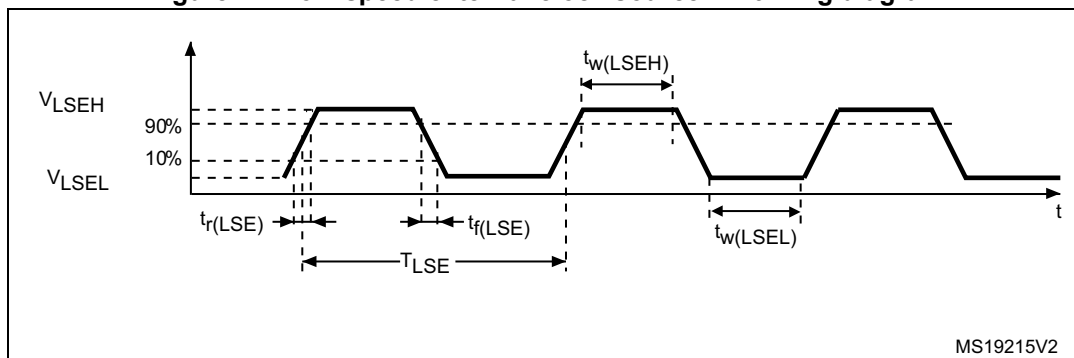 tw(LSEH)
VLSEH
90%
10%
VLSEL
t
tr(LSE)
tf(LSE)
tw(LSEL)
TLSE
MS19215V2